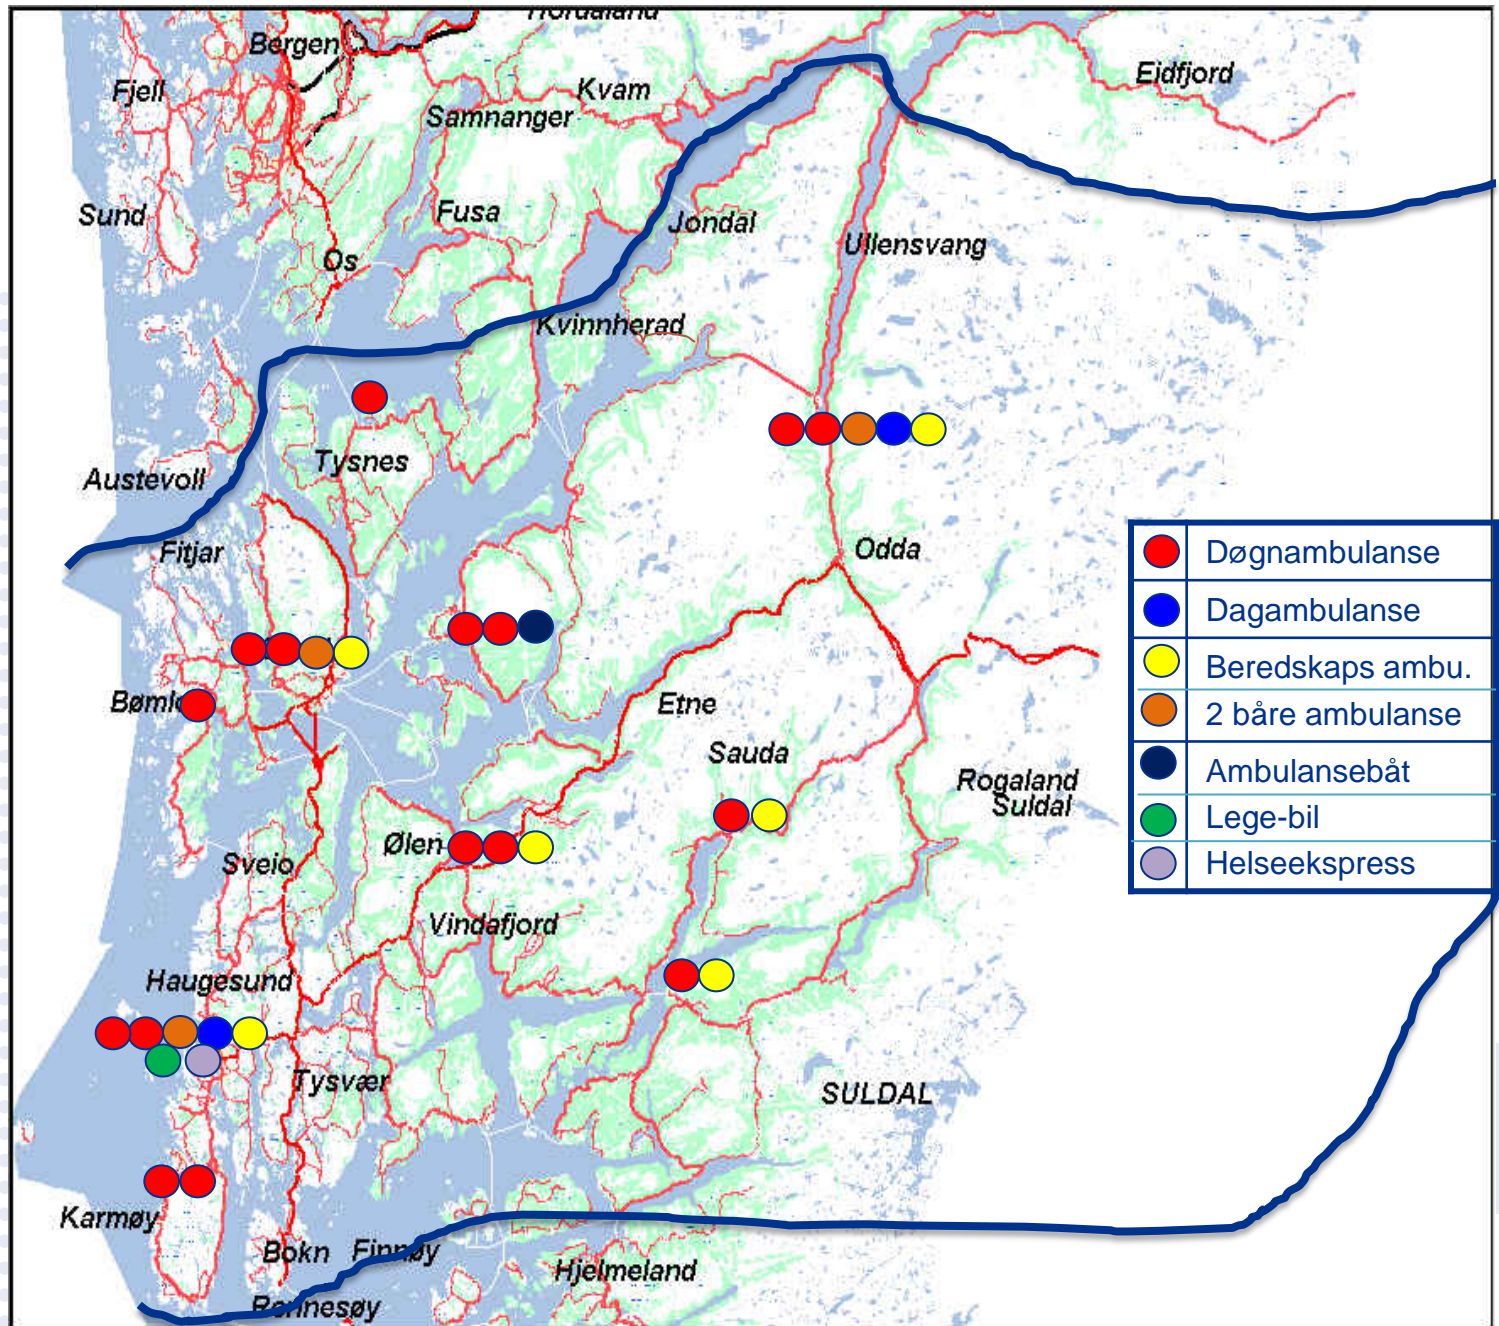 Hordaland
Bergen
Eidfjord
Fjell
Kvam
Samnanger
Sund
Fusa
Jondal
Ullensvang
Os
Kvinnherad
Tysnes
Austevoll
Fitjar
Odda
Døgnambulanse
Dagambulanse
Beredskaps ambu.
2 båre ambulanse
Ambulansebåt
Lege-bil
Helseekspress
Etne
Sauda
Rogaland
Suldal
Ølen
Sveio
Vindafjord
Haugesund
Tysvær
SULDAL
Karmøy
Bokn
Finnøy
Hjelmeland
Rennesøy